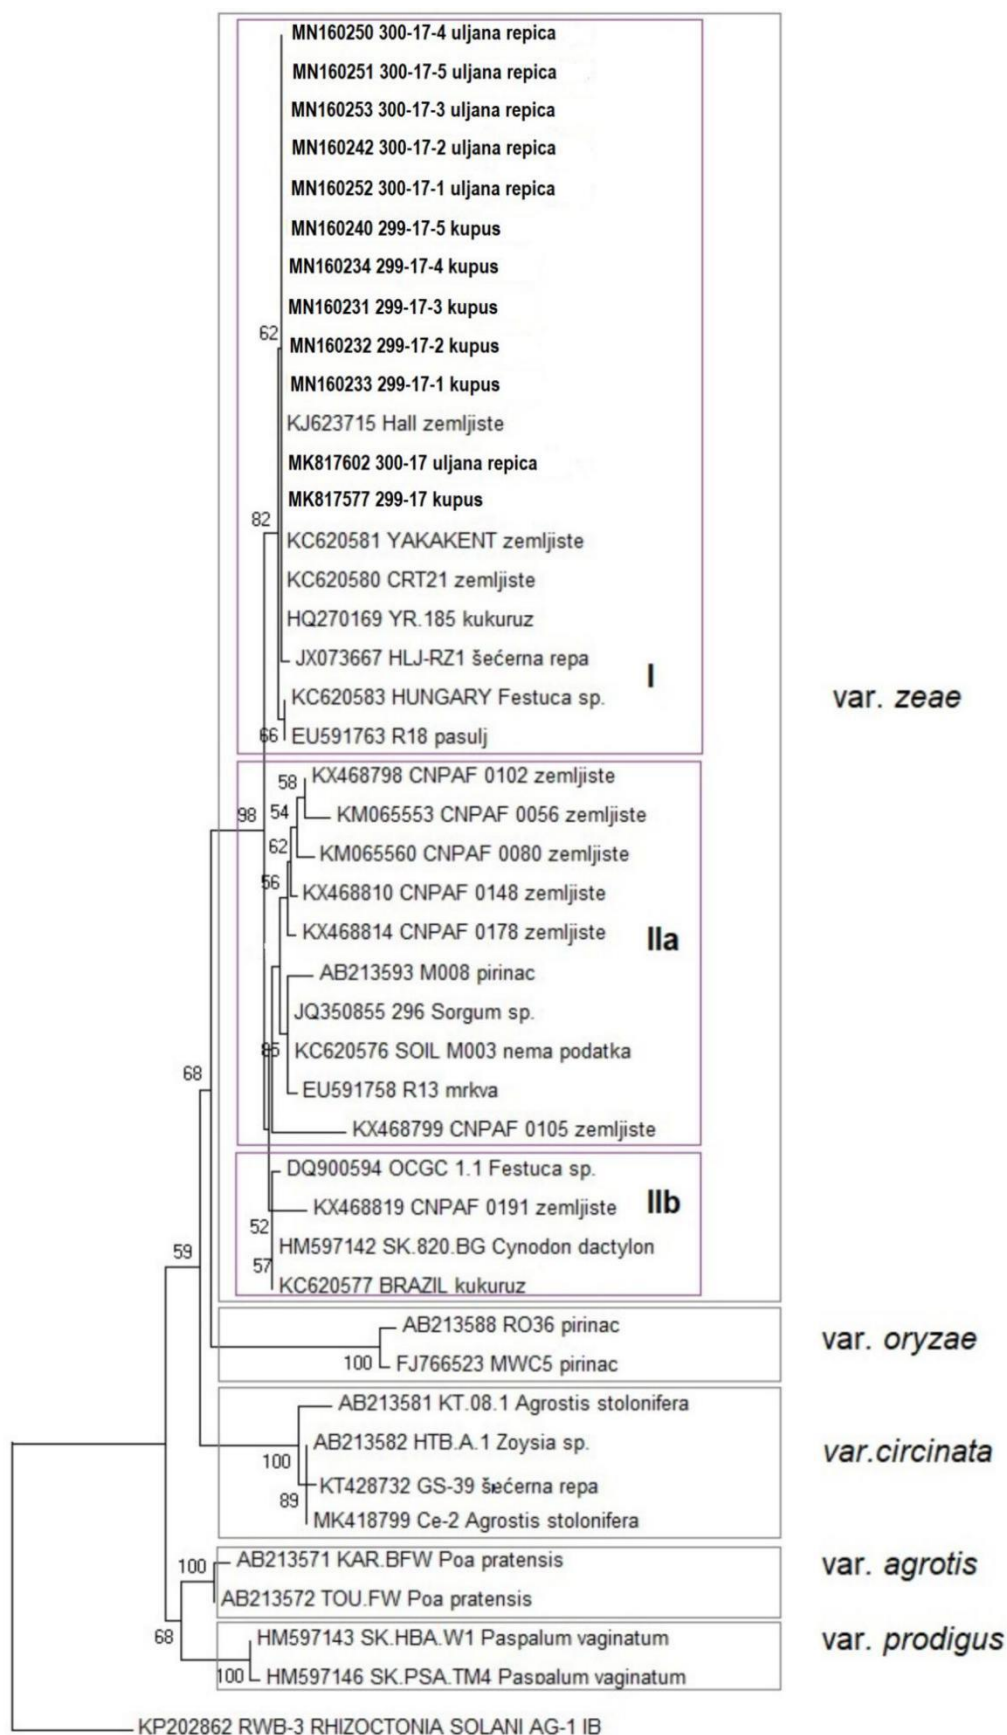 MN160250 300-17-4 uljana repica
MN160251 300-17-5 uljana repica
MN160253 300-17-3 uljana repica
MN160242 300-17-2 uljana repica
MN160252 300-17-1 uljana repica
MN160240 299-17-5 kupus
MN160234 299-17-4 kupus
MN160231 299-17-3 kupus
62
MN160232 299-17-2 kupus
MN160233 299-17-1 kupus
KJ623715 Hall zemljiste
MK817602 300-17 uljana repica
MK817577 299-17 kupus
82
KC620581 YAKAKENT zemljiste
KC620580 CRT21 zemljiste
HQ270169 YR.185 kukuruz
JX073667 HLJ-RZ1 šećerna repa
I
KC620583 HUNGARY Festuca sp.
var. zeae
66 EU591763 R18 pasulj
58 KX468798 CNPAF 0102 zemljiste
54 KM065553 CNPAF 0056 zemljiste
98
62 KM065560 CNPAF 0080 zemljiste
56 KX468810 CNPAF 0148 zemljiste
KX468814 CNPAF 0178 zemljiste
IIa
AB213593 M008 pirinac
JQ350855 296 Sorgum sp.
85 KC620576 SOIL M003 nema podatka
68
EU591758 R13 mrkva
KX468799 CNPAF 0105 zemljiste
DQ900594 OCGC 1.1 Festuca sp.
KX468819 CNPAF 0191 zemljiste
IIb
52
HM597142 SK.820.BG Cynodon dactylon
59
57 KC620577 BRAZIL kukuruz
AB213588 RO36 pirinac
var. oryzae
100 FJ766523 MWC5 pirinac
AB213581 KT.08.1 Agrostis stolonifera
AB213582 HTB.A.1 Zoysia sp.
var.circinata
100
KT428732 GS-39 šećerna repa
89
MK418799 Ce-2 Agrostis stolonifera
100 AB213571 KAR.BFW Poa pratensis
var. agrotis
AB213572 TOU.FW Poa pratensis
68 HM597143 SK.HBA.W1 Paspalum vaginatum
var. prodigus
100 HM597146 SK.PSA.TM4 Paspalum vaginatum
KP202862 RWB-3 RHIZOCTONIA SOLANI AG-1 IB